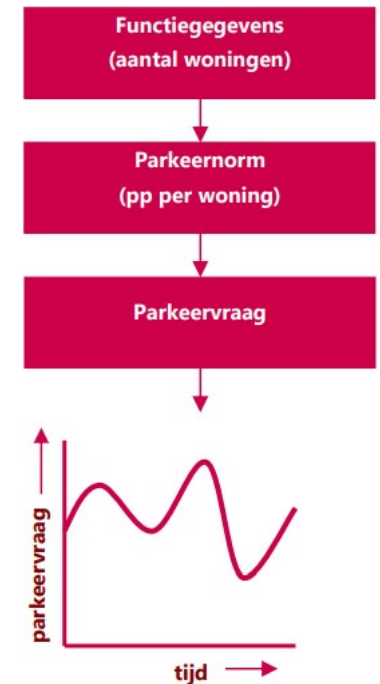 Functiegegevens
(aantal woningen)
Parkeernorm
(pp per woning)
Parkeervraag
parkeervraag
tijd